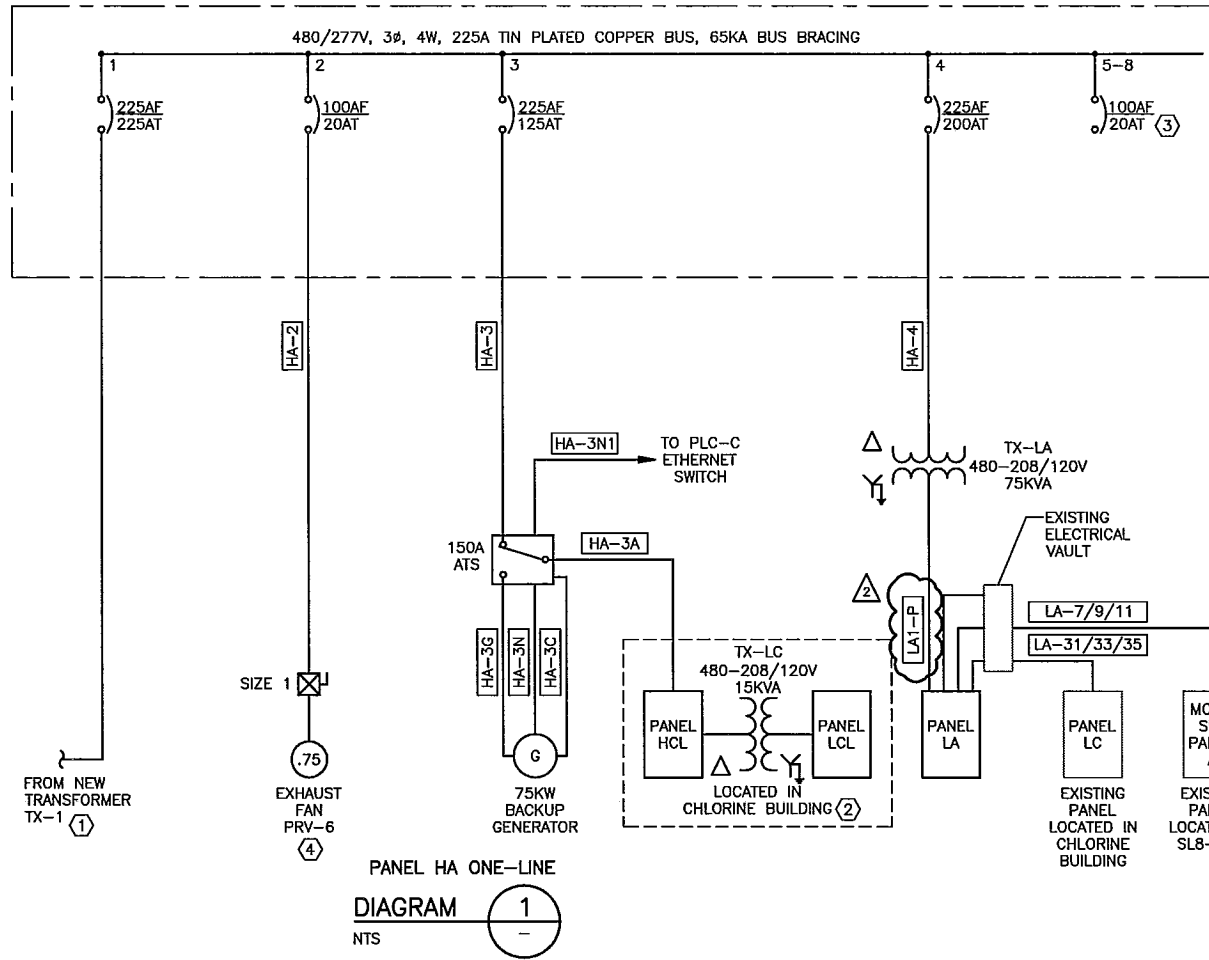 480/277V, 3ø, 4W, 225A TIN PLATED COPPER BUS, 65KA BUS BRACING
1
2
3
4
5-8
225AF
225AT
100AF
20AT
225AF
125AT
225AF
200AT
100AF
20AT
3
HA-2
HA-3
HA-4
HA-3N1
TO PLC-C
ETHERNET
SWITCH
TX-LA
480-208/120V
75KVA
150A
ATS
HA-3A
EXISTING
ELECTRICAL
VAULT
2
LA1-P
LA-7/9/11
LA-31/33/35
HA-3G
HA-3N
HA-3C
TX-LC
480-208/120V
15KVA
SIZE 1
PANEL
HCL
PANEL
LCL
PANEL
LA
PANEL
LC
.75
G
FROM NEW
TRANSFORMER
TX-1
1
EXHAUST
FAN
PRV-6
4
75KW
BACKUP
GENERATOR
LOCATED IN
CHLORINE BUILDING
2
EXISTING
PANEL
LOCATED IN
CHLORINE
BUILDING
SL8-
PANEL HA ONE-LINE
DIAGRAM
1
-
NTS